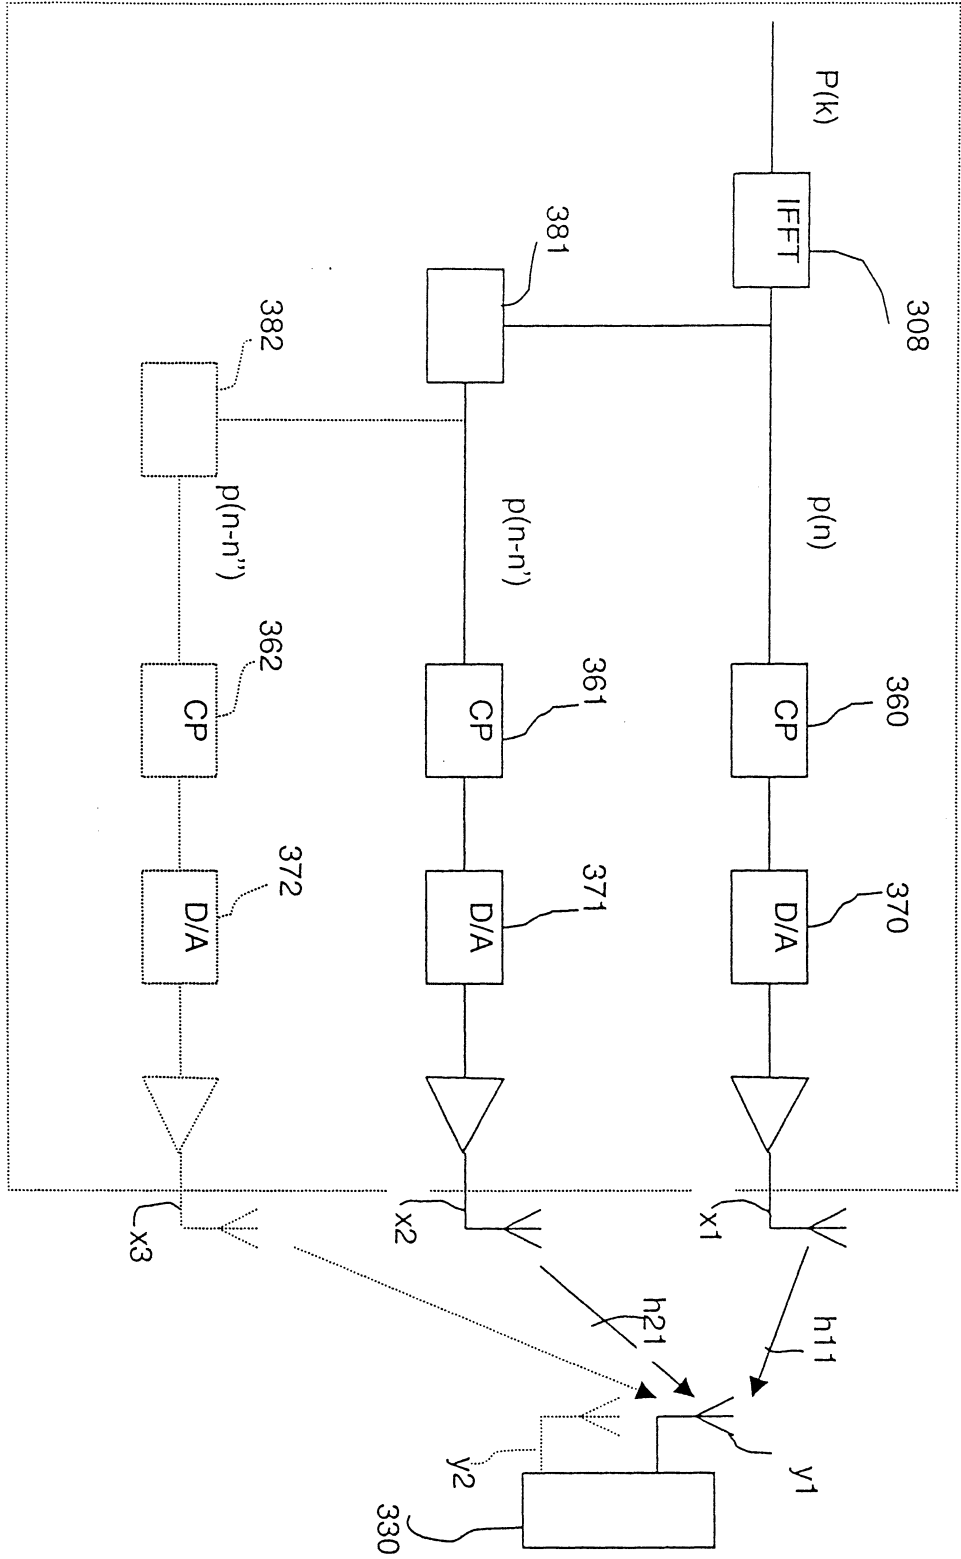 P(k)
IFFT
308
p(n)
360
CP
370
D/A
x1
h11
y1
381
p(n-n')
361
CP
371
D/A
x2
h21
y2
330
382
p(n-n'')
362
CP
372
D/A
x3